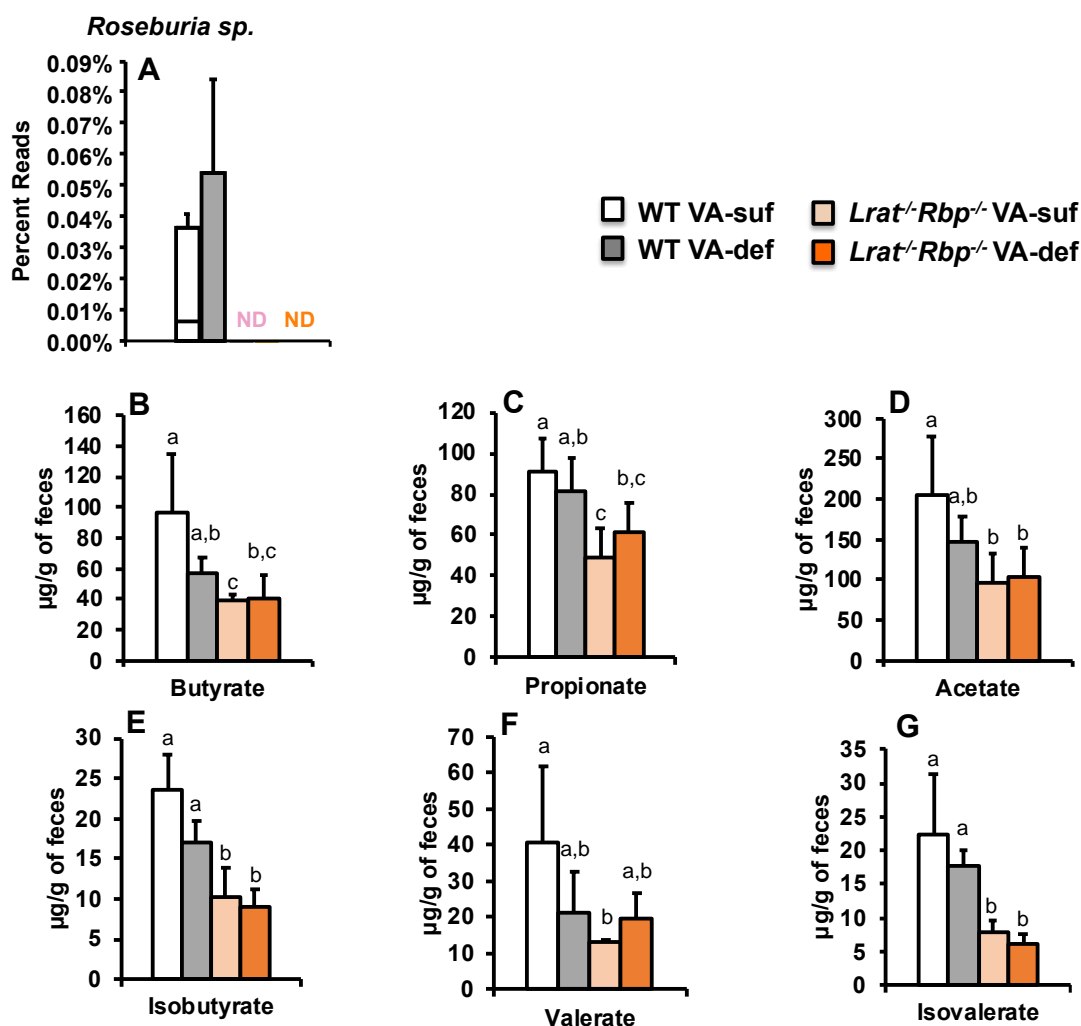 Roseburia sp.
A
Percent Reads
0.09%
0.08%
0.07%
0.06%
0.05%
0.04%
0.03%
0.02%
0.01%
0.00%
ND ND
WT VA-suf Lrat-/-Rbp-/- VA-suf
WT VA-def Lrat-/-Rbp-/- VA-def
B
µg/g of feces
160
140
120
100
80
60
40
20
0
a
a,b
c
b,c
Butyrate
C
µg/g of feces
120
100
80
60
40
20
0
a
a,b
c
b,c
Propionate
D
µg/g of feces
300
250
200
150
100
50
0
a
a,b
b
b
Acetate
E
µg/g of feces
30
25
20
15
10
5
0
a
a
b
b
Isobutyrate
F
µg/g of feces
70
60
50
40
30
20
10
0
a
a,b
b
a,b
Valerate
G
µg/g of feces
35
30
25
20
15
10
5
0
a
a
b
b
Isovalerate